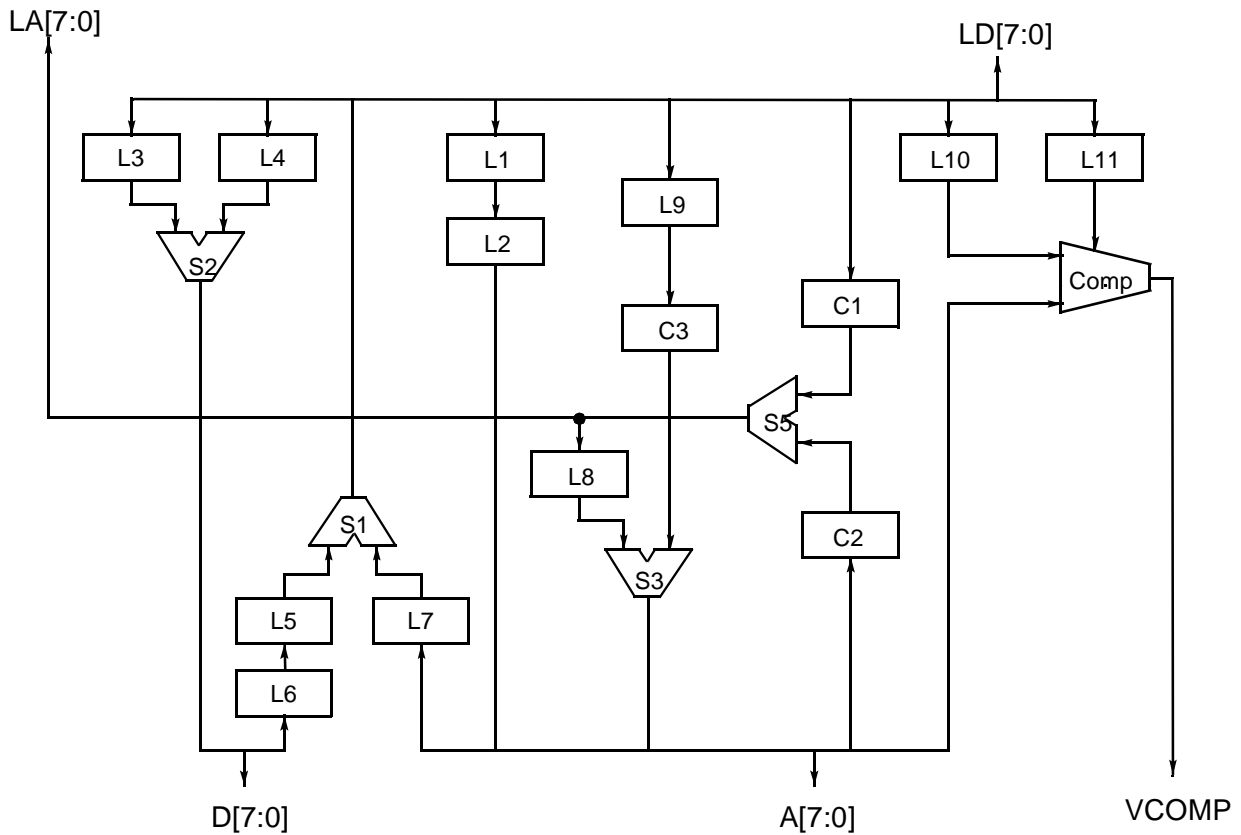 LA[7:0]
LD[7:0]
L3
L4
L1
L10
L11
L9
L2
S2
Comp.
C1
C3
S5
L8
S1
C2
S3
L5
L7
L6
D[7:0]
A[7:0]
VCOMP